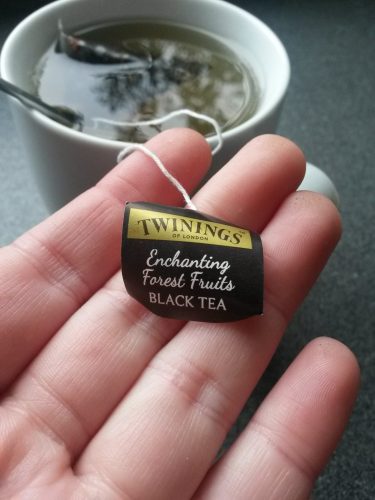 TWININGS
OF LONDON
Enchanting
Forest Fruits
BLACK TEA